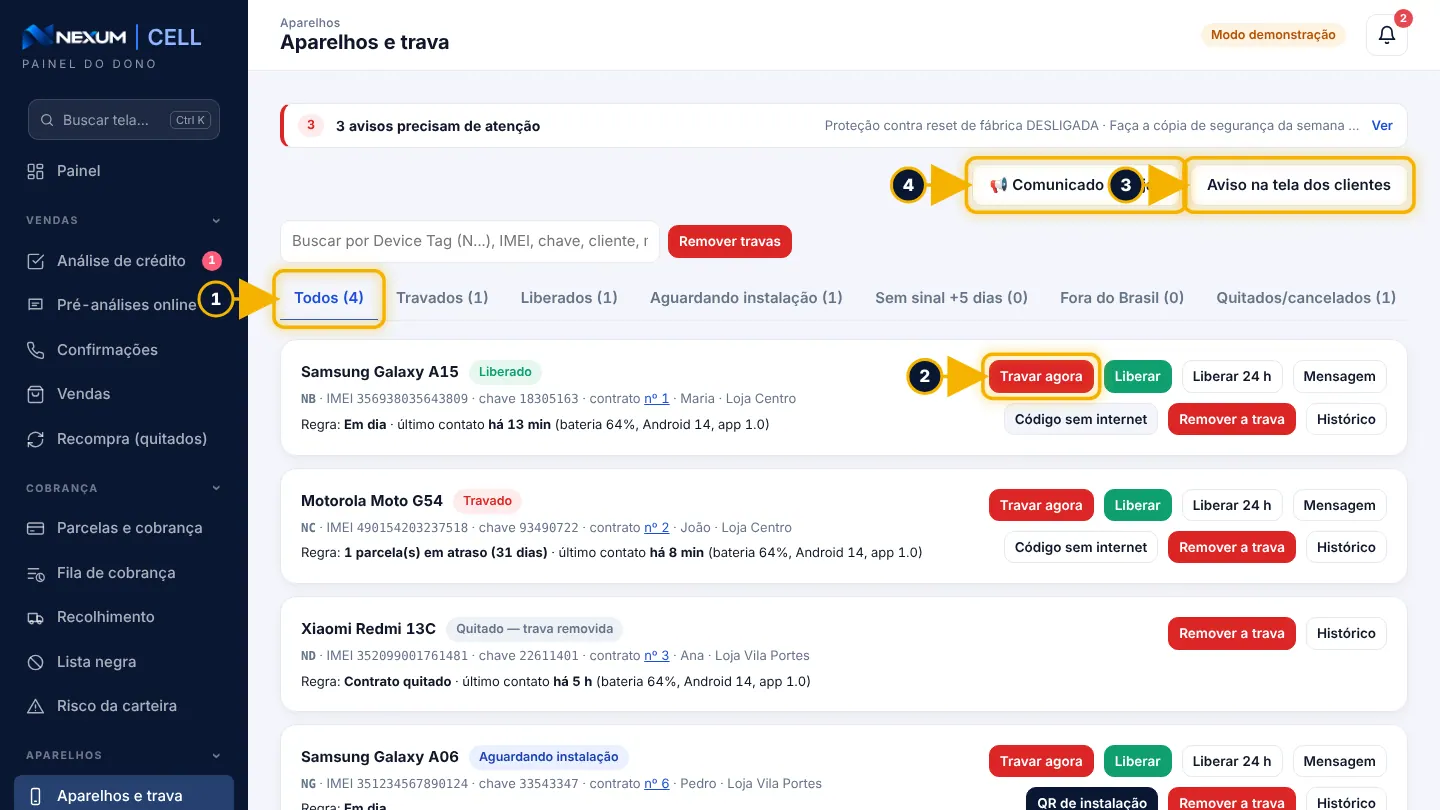 NEXUM | CELL
PAINEL DO DONO
Buscar tela... Ctrl K
Painel
VENDAS
Análise de crédito 1
Pré-análises online
Confirmações
Vendas
Recompra (quitados)
COBRANÇA
Parcelas e cobrança
Fila de cobrança
Recolhimento
Lista negra
Risco da carteira
APARELHOS
Aparelhos e trava
Aparelhos
Aparelhos e trava
Modo demonstração
2
3 3 avisos precisam de atenção Proteção contra reset de fábrica DESLIGADA · Faça a cópia de segurança da semana ... Ver
4 📢 Comunicado 3 Aviso na tela dos clientes
Buscar por Device Tag (N...), IMEI, chave, cliente, Remover travas
1 Todos (4) Travados (1) Liberados (1) Aguardando instalação (1) Sem sinal +5 dias (0) Fora do Brasil (0) Quitados/cancelados (1)
Samsung Galaxy A15 Liberado
NB · IMEI 356938035643809 · chave 18305163 · contrato nº 1 · Maria · Loja Centro
Regra: Em dia · último contato há 13 min (bateria 64%, Android 14, app 1.0)
2 Travar agora Liberar Liberar 24 h Mensagem
Código sem internet Remover a trava Histórico
Motorola Moto G54 Travado
NC · IMEI 490154203237518 · chave 93490722 · contrato nº 2 · João · Loja Centro
Regra: 1 parcela(s) em atraso (31 dias) · último contato há 8 min (bateria 64%, Android 14, app 1.0)
Travar agora Liberar Liberar 24 h Mensagem
Código sem internet Remover a trava Histórico
Xiaomi Redmi 13C Quitado — trava removida
ND · IMEI 352099001761481 · chave 22611401 · contrato nº 3 · Ana · Loja Vila Portes
Regra: Contrato quitado · último contato há 5 h (bateria 64%, Android 14, app 1.0)
Remover a trava Histórico
Samsung Galaxy A06 Aguardando instalação
NG · IMEI 351234567890124 · chave 33543347 · contrato nº 6 · Pedro · Loja Vila Portes
Regra: Em dia
Travar agora Liberar Liberar 24 h Mensagem
QR de instalação Remover a trava Histórico